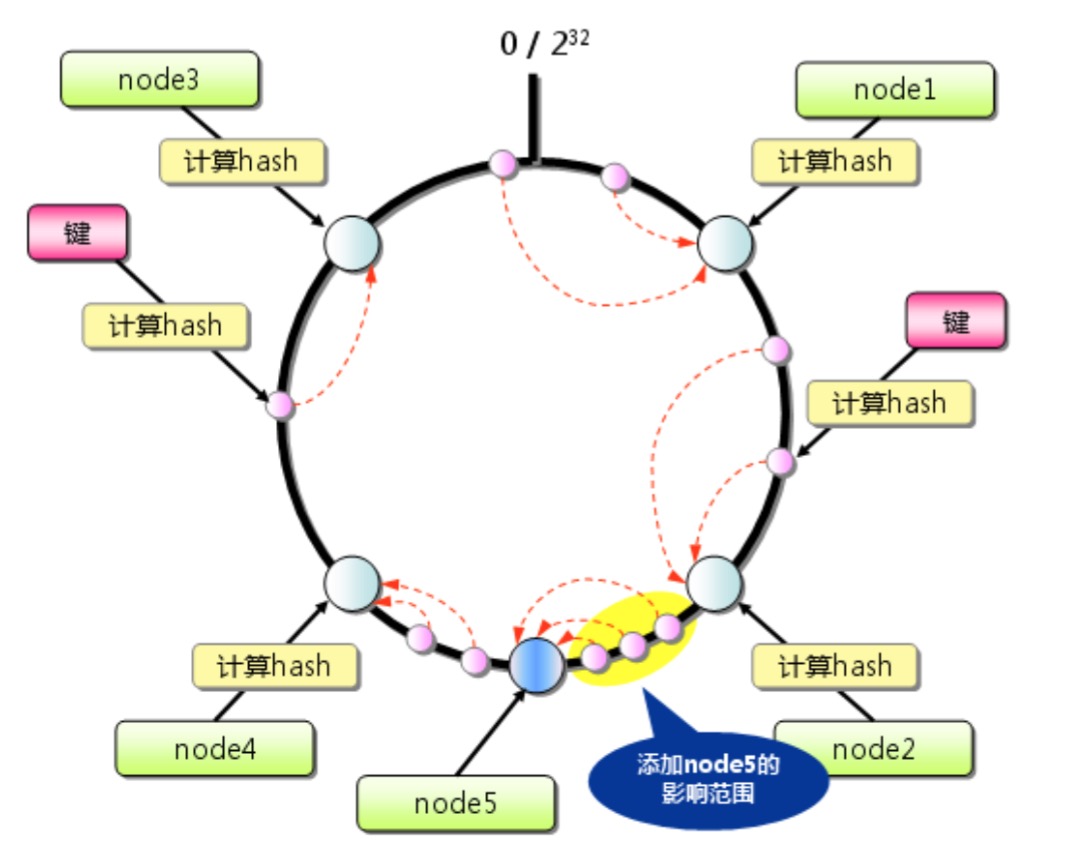 0 / 2³²
node3
node1
计算hash
计算hash
键
键
计算hash
计算hash
计算hash
计算hash
node4
node2
添加node5的
影响范围
node5